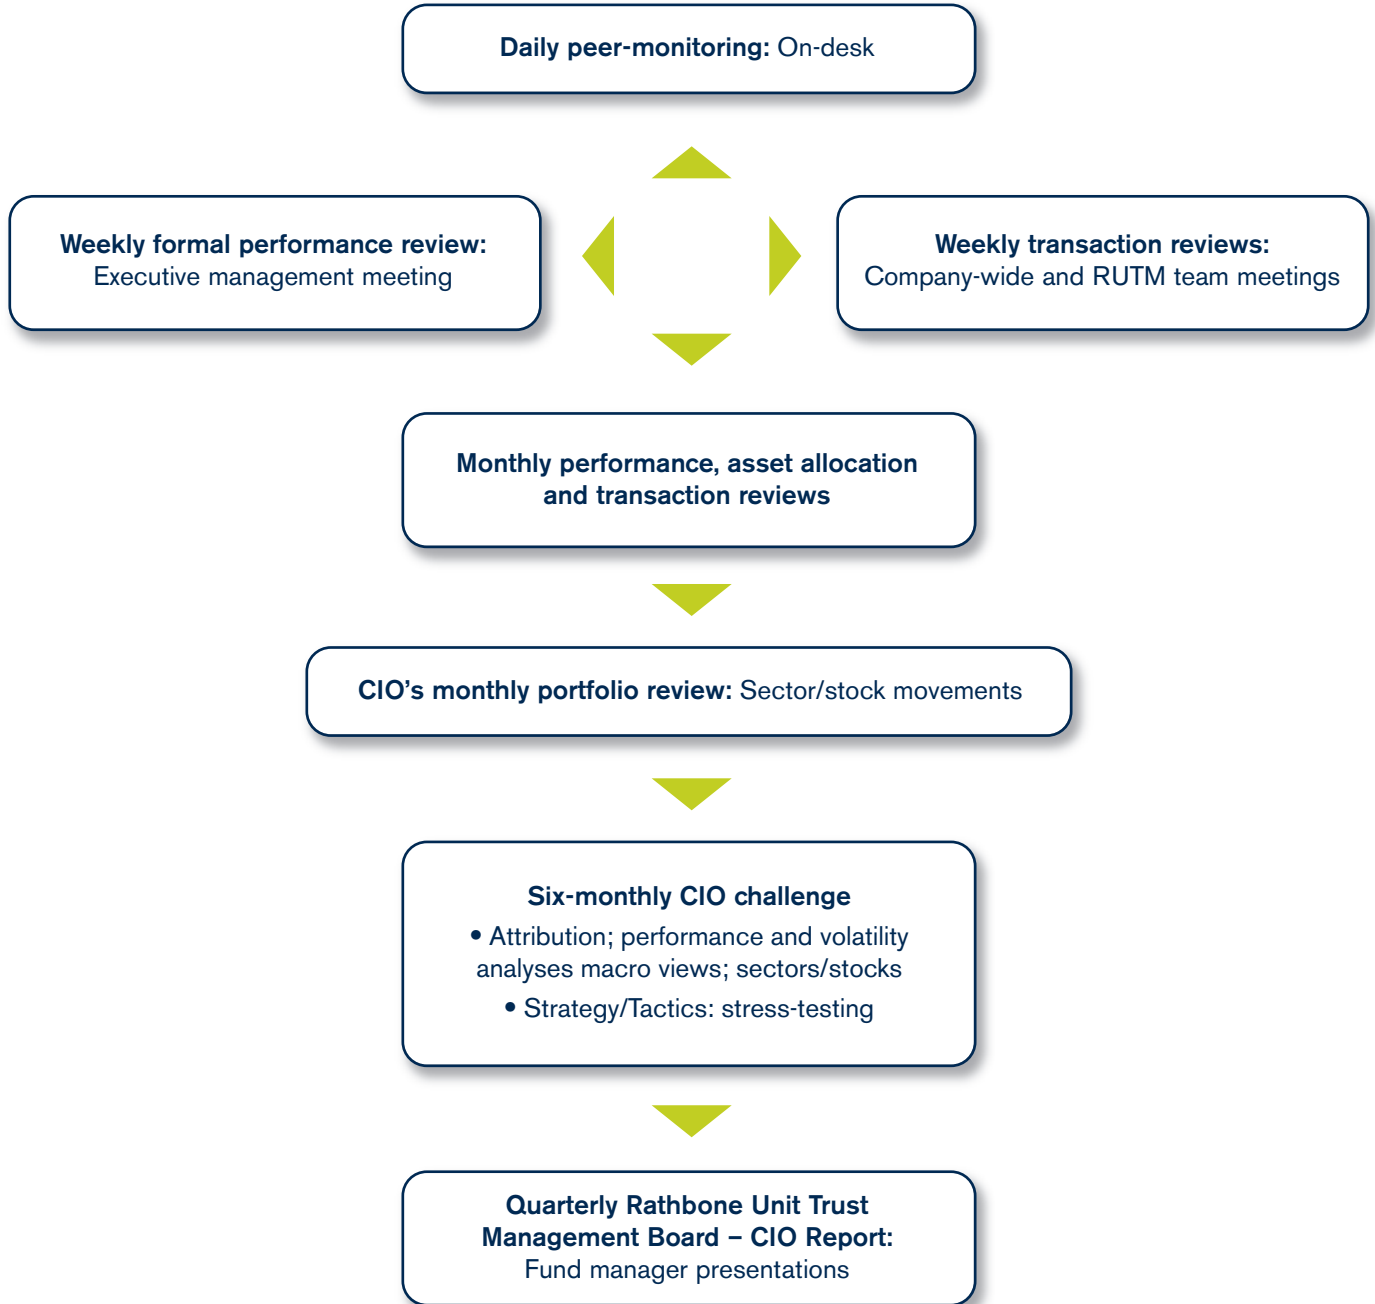 Daily peer-monitoring: On-desk
Weekly formal performance review:
Executive management meeting
Weekly transaction reviews:
Company-wide and RUTM team meetings
Monthly performance, asset allocation
and transaction reviews
CIO’s monthly portfolio review: Sector/stock movements
Six-monthly CIO challenge
• Attribution; performance and volatility
analyses macro views; sectors/stocks
• Strategy/Tactics: stress-testing
Quarterly Rathbone Unit Trust
Management Board – CIO Report:
Fund manager presentations